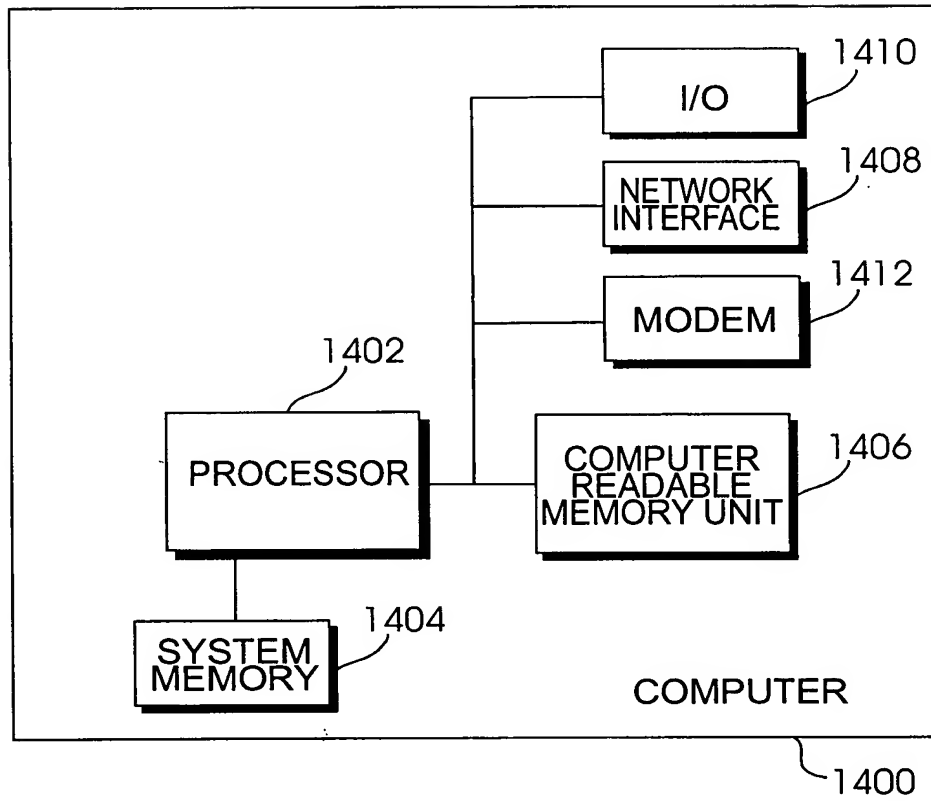 1410
I/O
1408
NETWORK
INTERFACE
1412
MODEM
1402
PROCESSOR
1406
COMPUTER
READABLE
MEMORY UNIT
1404
SYSTEM
MEMORY
COMPUTER
1400